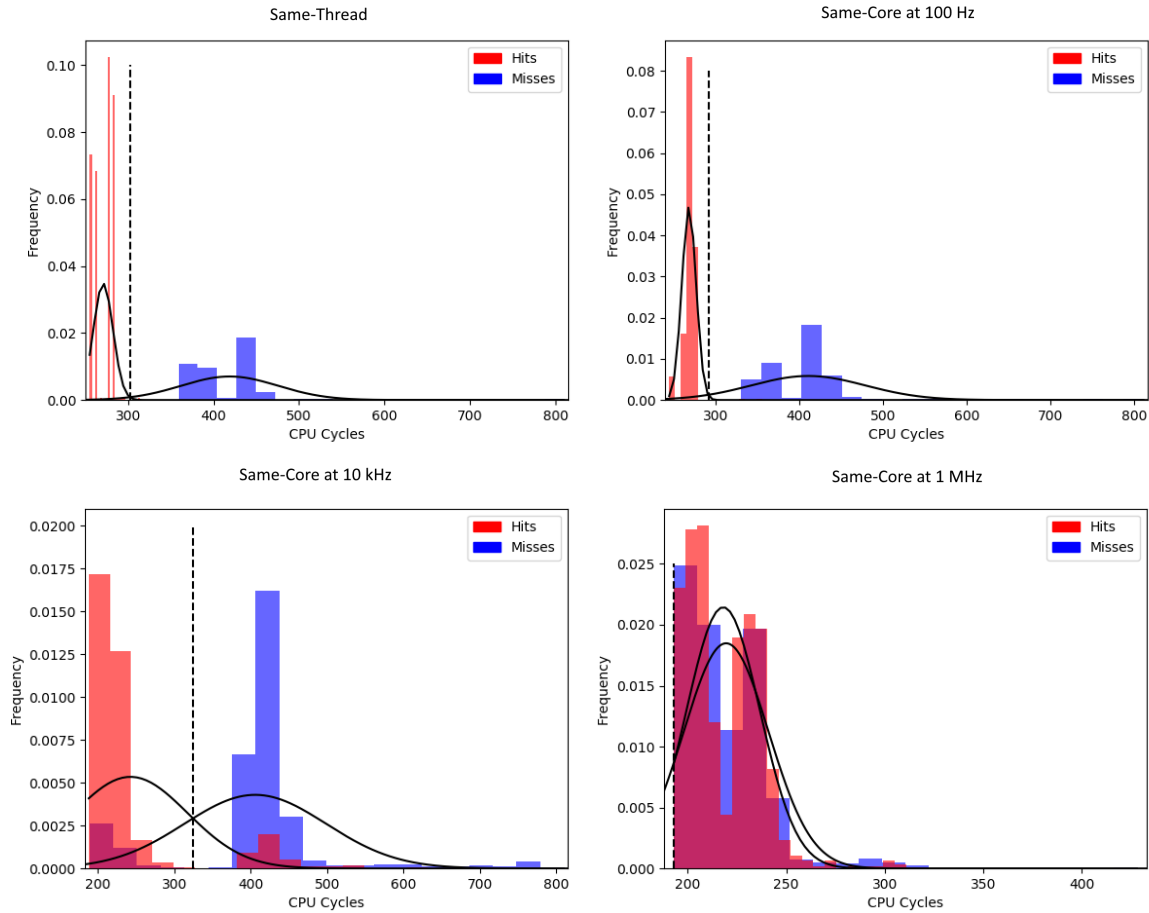 Same-Thread
Hits
Misses
0.10
0.08
0.06
0.04
0.02
0.00
Frequency
300
400
500
600
700
800
CPU Cycles
Same-Core at 100 Hz
Hits
Misses
0.08
0.07
0.06
0.05
0.04
0.03
0.02
0.01
0.00
Frequency
300
400
500
600
700
800
CPU Cycles
Same-Core at 10 kHz
Hits
Misses
0.0200
0.0175
0.0150
0.0125
0.0100
0.0075
0.0050
0.0025
0.0000
Frequency
200
300
400
500
600
700
800
CPU Cycles
Same-Core at 1 MHz
Hits
Misses
0.025
0.020
0.015
0.010
0.005
0.000
Frequency
200
250
300
350
400
CPU Cycles